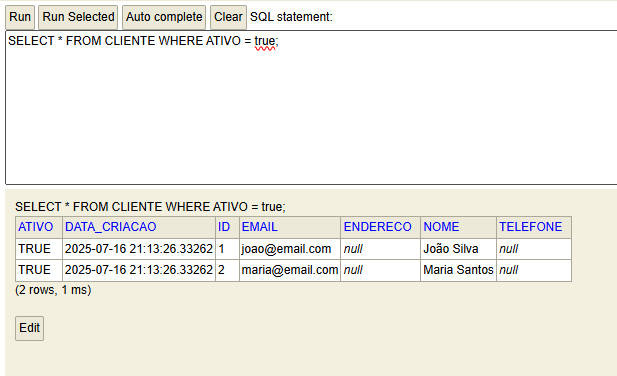 Run Run Selected Auto complete Clear SQL statement:
SELECT * FROM CLIENTE WHERE ATIVO = true;
SELECT * FROM CLIENTE WHERE ATIVO = true;
ATIVO DATA_CRIACAO ID EMAIL ENDERECO NOME TELEFONE
TRUE 2025-07-16 21:13:26.33262 1 joao@email.com null João Silva null
TRUE 2025-07-16 21:13:26.33262 2 maria@email.com null Maria Santos null
(2 rows, 1 ms)
Edit